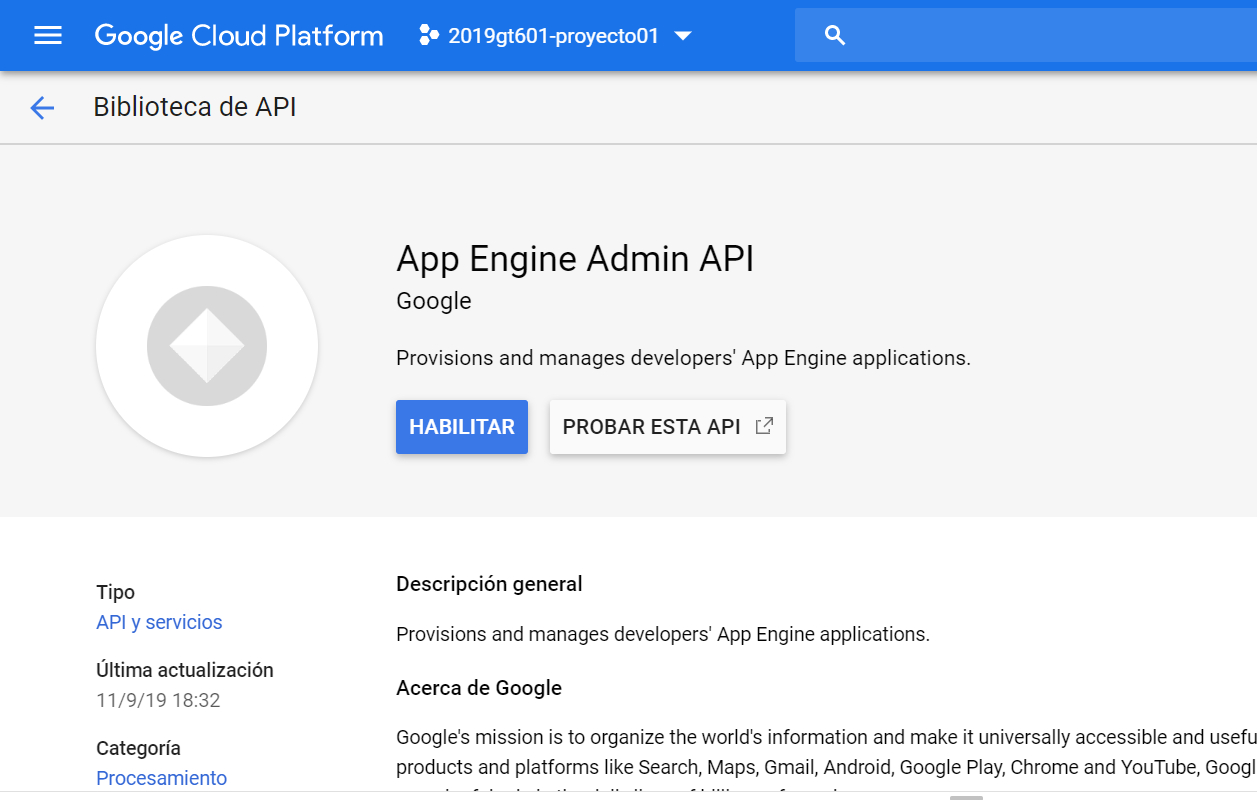 Google Cloud Platform
2019gt601-proyecto01
Biblioteca de API
App Engine Admin API
Google
Provisions and manages developers' App Engine applications.
HABILITAR
PROBAR ESTA API
Tipo
API y servicios
Última actualización
11/9/19 18:32
Categoría
Procesamiento
Descripción general
Provisions and manages developers' App Engine applications.
Acerca de Google
Google's mission is to organize the world's information and make it universally accessible and usefu
products and platforms like Search, Maps, Gmail, Android, Google Play, Chrome and YouTube, Googl